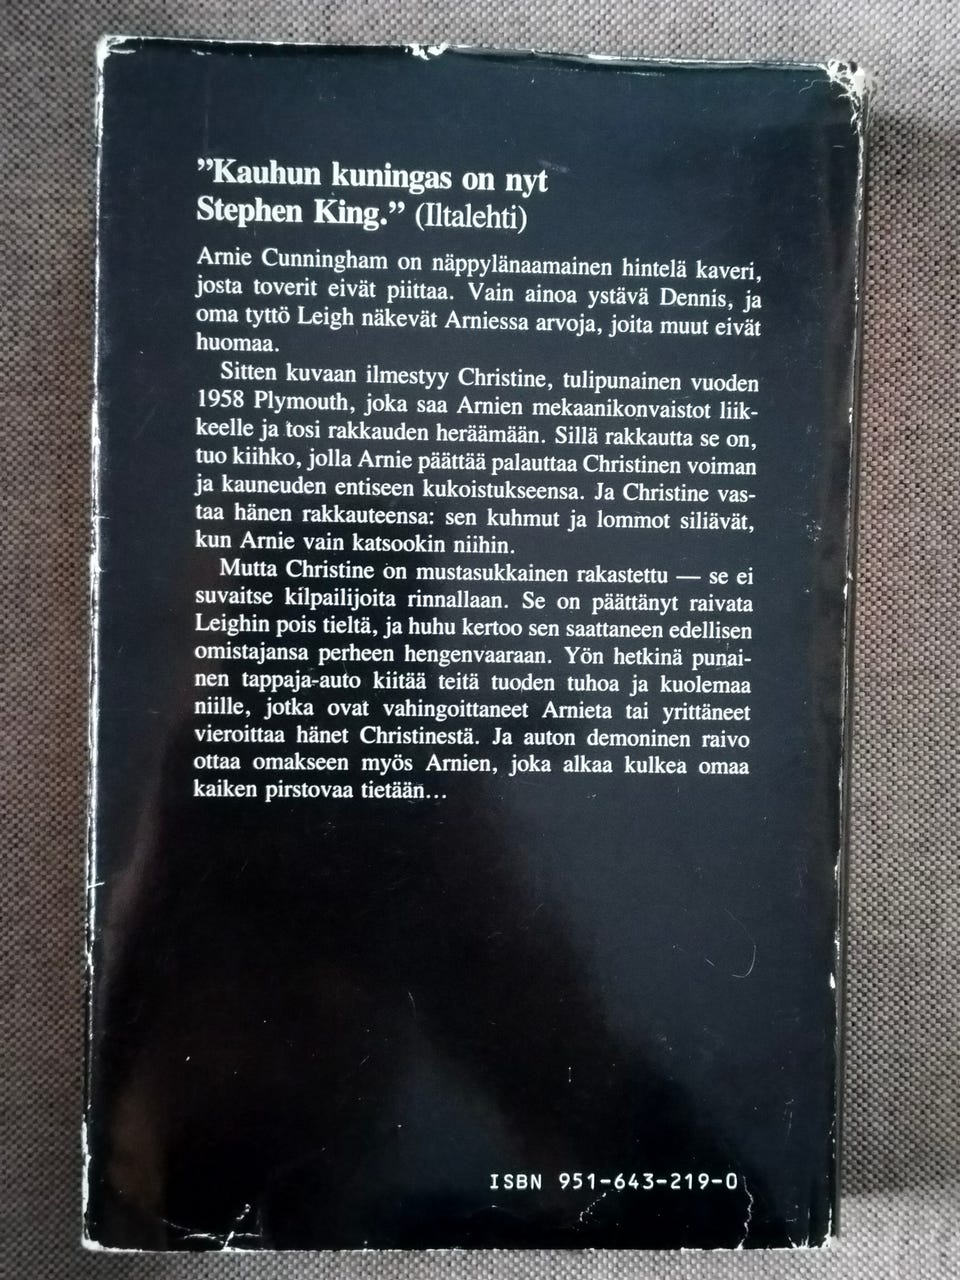 ”Kauhun kuningas on nyt
Stephen King.” (Iltalehti)
Arnie Cunningham on näppylänaamainen hintelä kaveri,
josta toverit eivät piittaa. Vain ainoa ystävä Dennis, ja
oma tyttö Leigh näkevät Arniessa arvoja, joita muut eivät
huomaa.
Sitten kuvaan ilmestyy Christine, tulipunainen vuoden
1958 Plymouth, joka saa Arnien mekaanikonvaistot liik-
keelle ja tosi rakkauden heräämään. Sillä rakkautta se on,
tuo kiihko, jolla Arnie päättää palauttaa Christinen voiman
ja kauneuden entiseen kukoistukseensa. Ja Christine vas-
taa hänen rakkauteensa: sen kuhmut ja lommot siliävät,
kun Arnie vain katsookin niihin.
Mutta Christine on mustasukkainen rakastettu — se ei
suvaitse kilpailijoita rinnallaan. Se on päättänyt raivata
Leighin pois tieltä, ja huhu kertoo sen saattaneen edellisen
omistajansa perheen hengenvaaraan. Yön hetkinä punai-
nen tappaja-auto kiitää teitä tuoden tuhoa ja kuolemaa
niille, jotka ovat vahingoittaneet Arnieta tai yrittäneet
vieroittaa hänet Christinestä. Ja auton demoninen raivo
ottaa omakseen myös Arnien, joka alkaa kulkea omaa
kaiken pirstovaa tietään...
ISBN 951-643-219-0